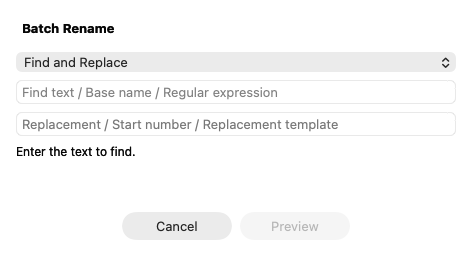 Batch Rename
Find and Replace
Find text / Base name / Regular expression
Replacement / Start number / Replacement template
Enter the text to find.
Cancel
Preview